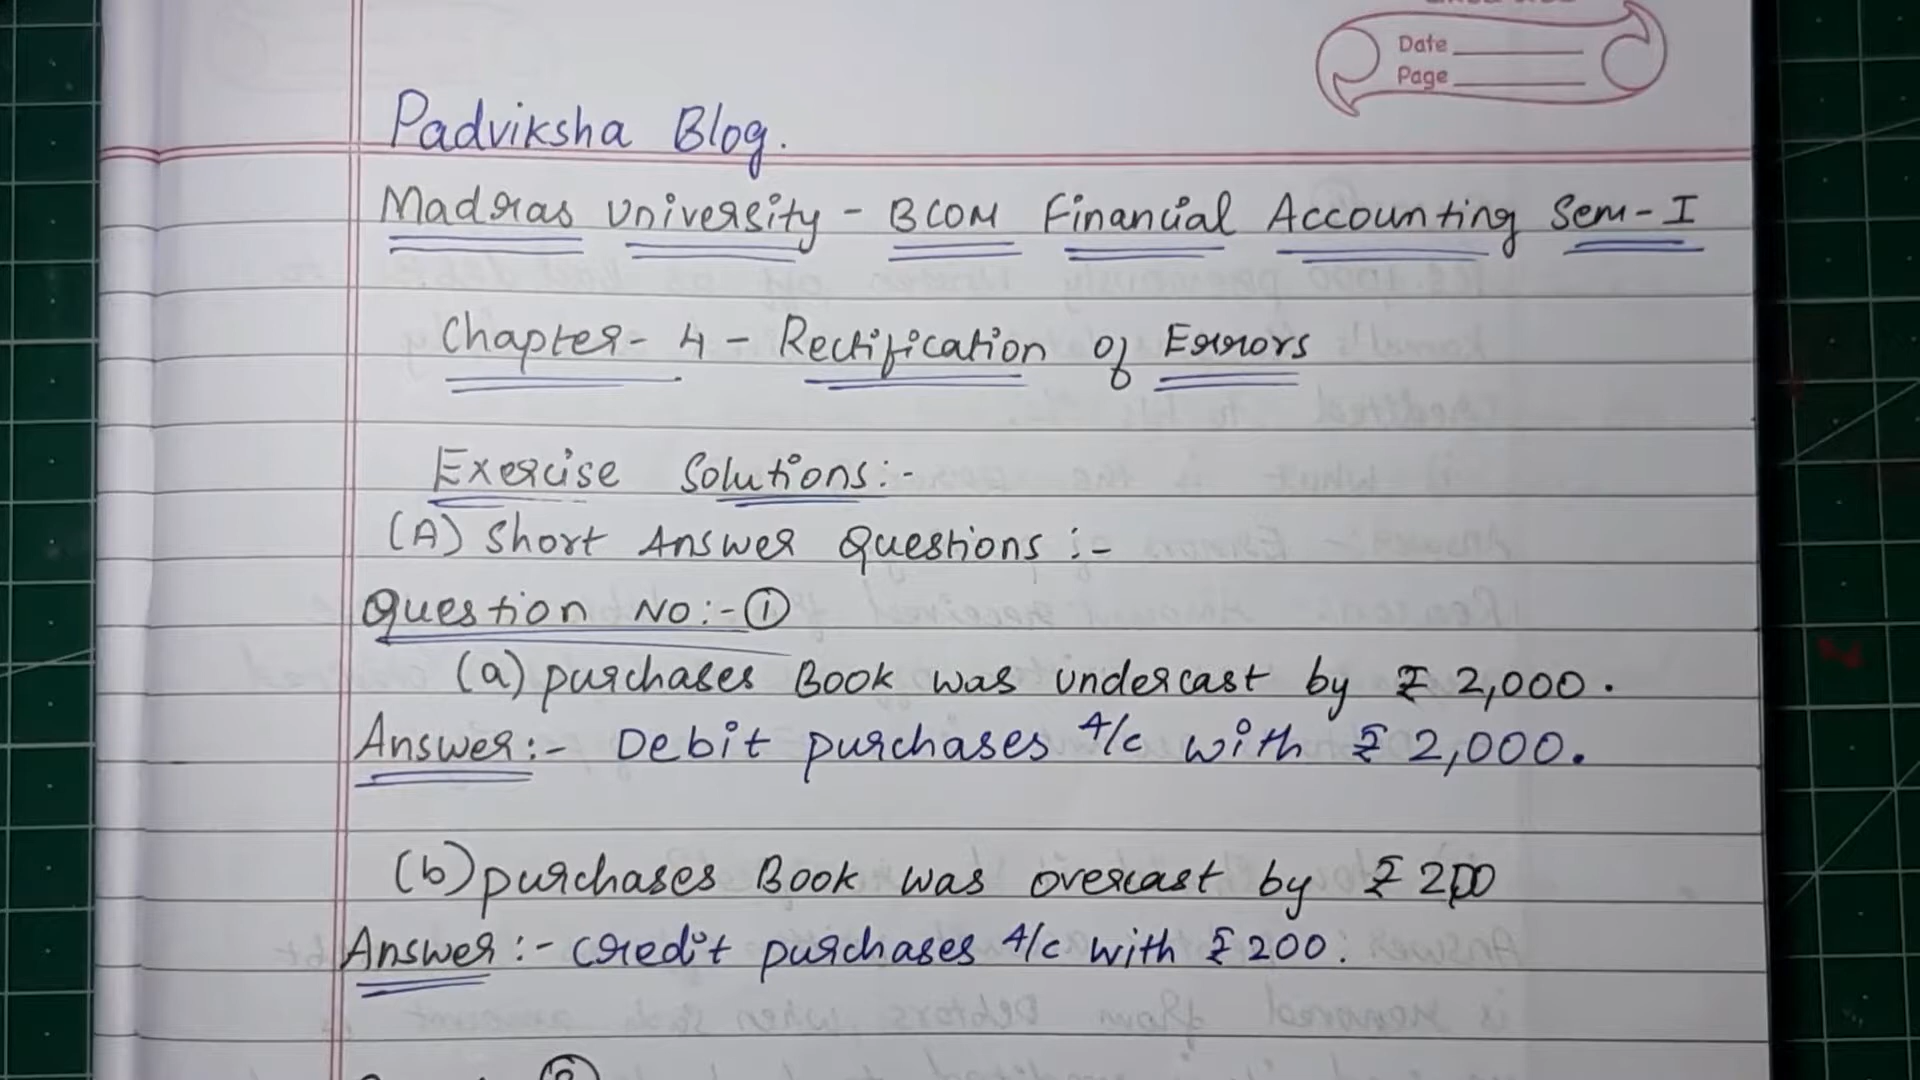 Date
Page
Padviksha Blog.
Madras University - BCOM Financial Accounting Sem-I
Chapter- 4 - Rectification of Errors
Exercise Solutions:-
(A) Short Answer Questions :-
Question No:-①
(a) purchases Book was undercast by ₹ 2,000.
Answer:- Debit purchases A/c with ₹ 2,000.
(b) purchases Book was overcast by ₹ 200
Answer:- Credit purchases A/c with ₹ 200.